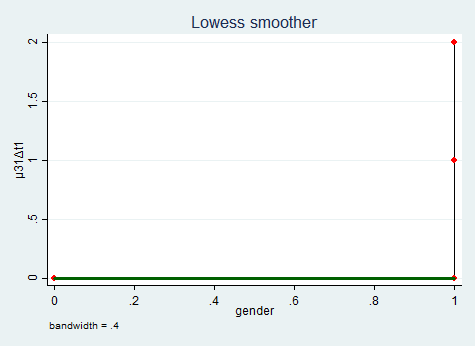 Lowess smoother
μ31Δt1
2
1.5
1
.5
0
0 .2 .4 .6 .8 1
gender
bandwidth = .4